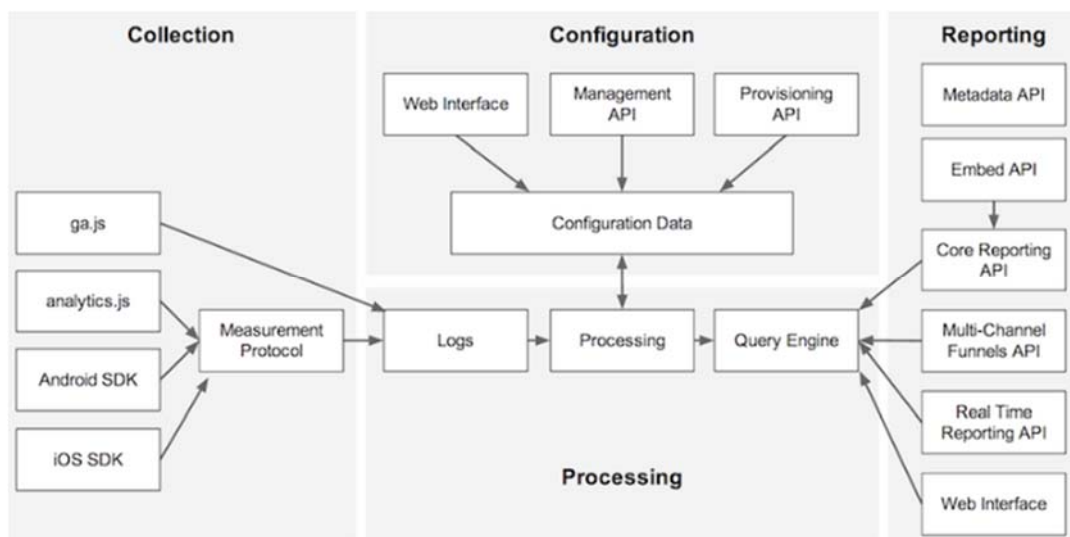 Collection
ga.js
analytics.js
Android SDK
iOS SDK
Measurement
Protocol
Configuration
Web Interface
Management
API
Provisioning
API
Configuration Data
Logs
Processing
Query Engine
Processing
Reporting
Metadata API
Embed API
Core Reporting
API
Multi-Channel
Funnels API
Real Time
Reporting API
Web Interface